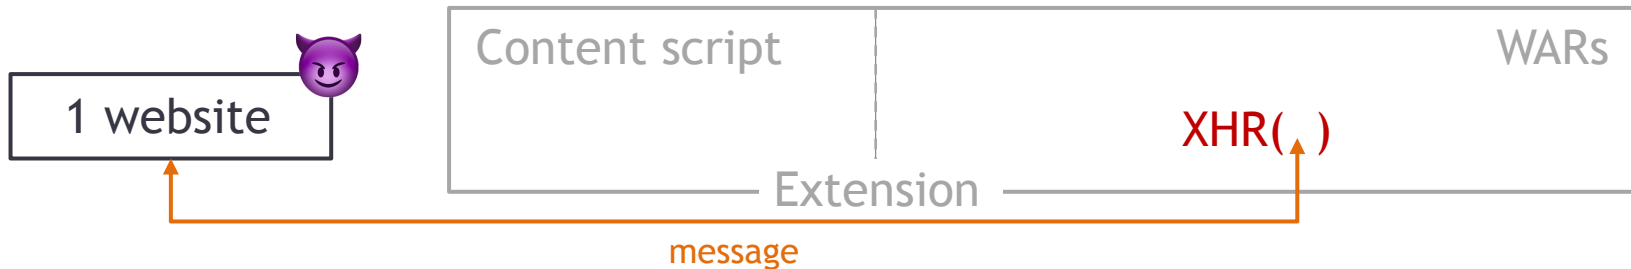 Content script
WARs
1 website
XHR( )
Extension
message